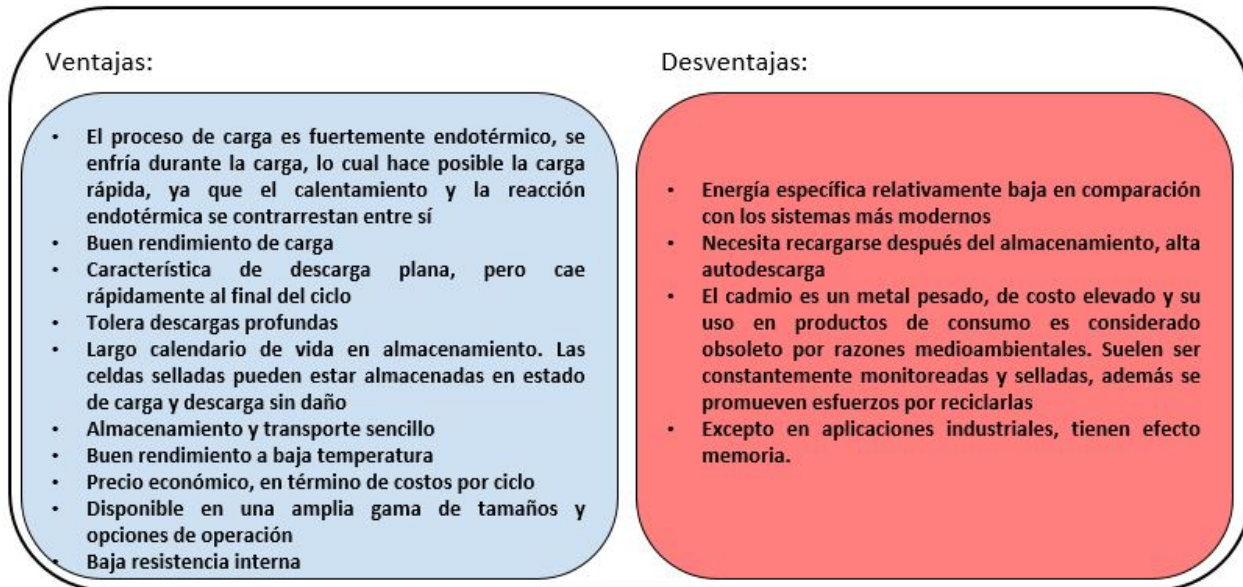 Ventajas:
• El proceso de carga es fuertemente endotérmico, se
enfría durante la carga, lo cual hace posible la carga
rápida, ya que el calentamiento y la reacción
endotérmica se contrarrestan entre sí
• Buen rendimiento de carga
• Característica de descarga plana, pero cae
rápidamente al final del ciclo
• Tolera descargas profundas
• Largo calendario de vida en almacenamiento. Las
celdas selladas pueden estar almacenadas en estado
de carga y descarga sin daño
• Almacenamiento y transporte sencillo
• Buen rendimiento a baja temperatura
• Precio económico, en término de costos por ciclo
• Disponible en una amplia gama de tamaños y
opciones de operación
• Baja resistencia interna
Desventajas:
• Energía específica relativamente baja en comparación
con los sistemas más modernos
• Necesita recargarse después del almacenamiento, alta
autodescarga
• El cadmio es un metal pesado, de costo elevado y su
uso en productos de consumo es considerado
obsoleto por razones medioambientales. Suelen ser
constantemente monitoreadas y selladas, además se
promueven esfuerzos por reciclarlas
• Excepto en aplicaciones industriales, tienen efecto
memoria.